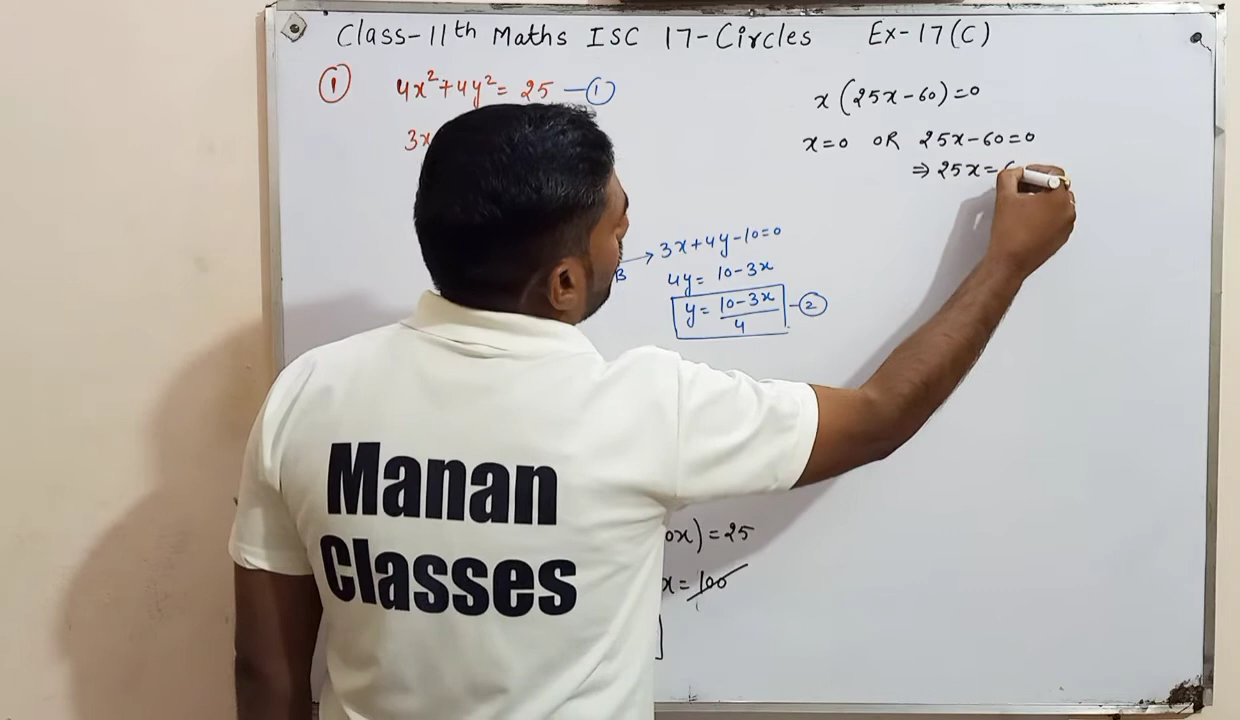 Class-11th Maths ISC 17-Circles Ex-17(C)
① 4x²+4y²= 25 —①
3x
B → 3x+4y-10=0
4y= 10-3x
y= 10-3x/4 -②
0x) = 25
x = 100
x(25x-60)=0
x=0 OR 25x-60=0
⇒ 25x=
Manan
Classes